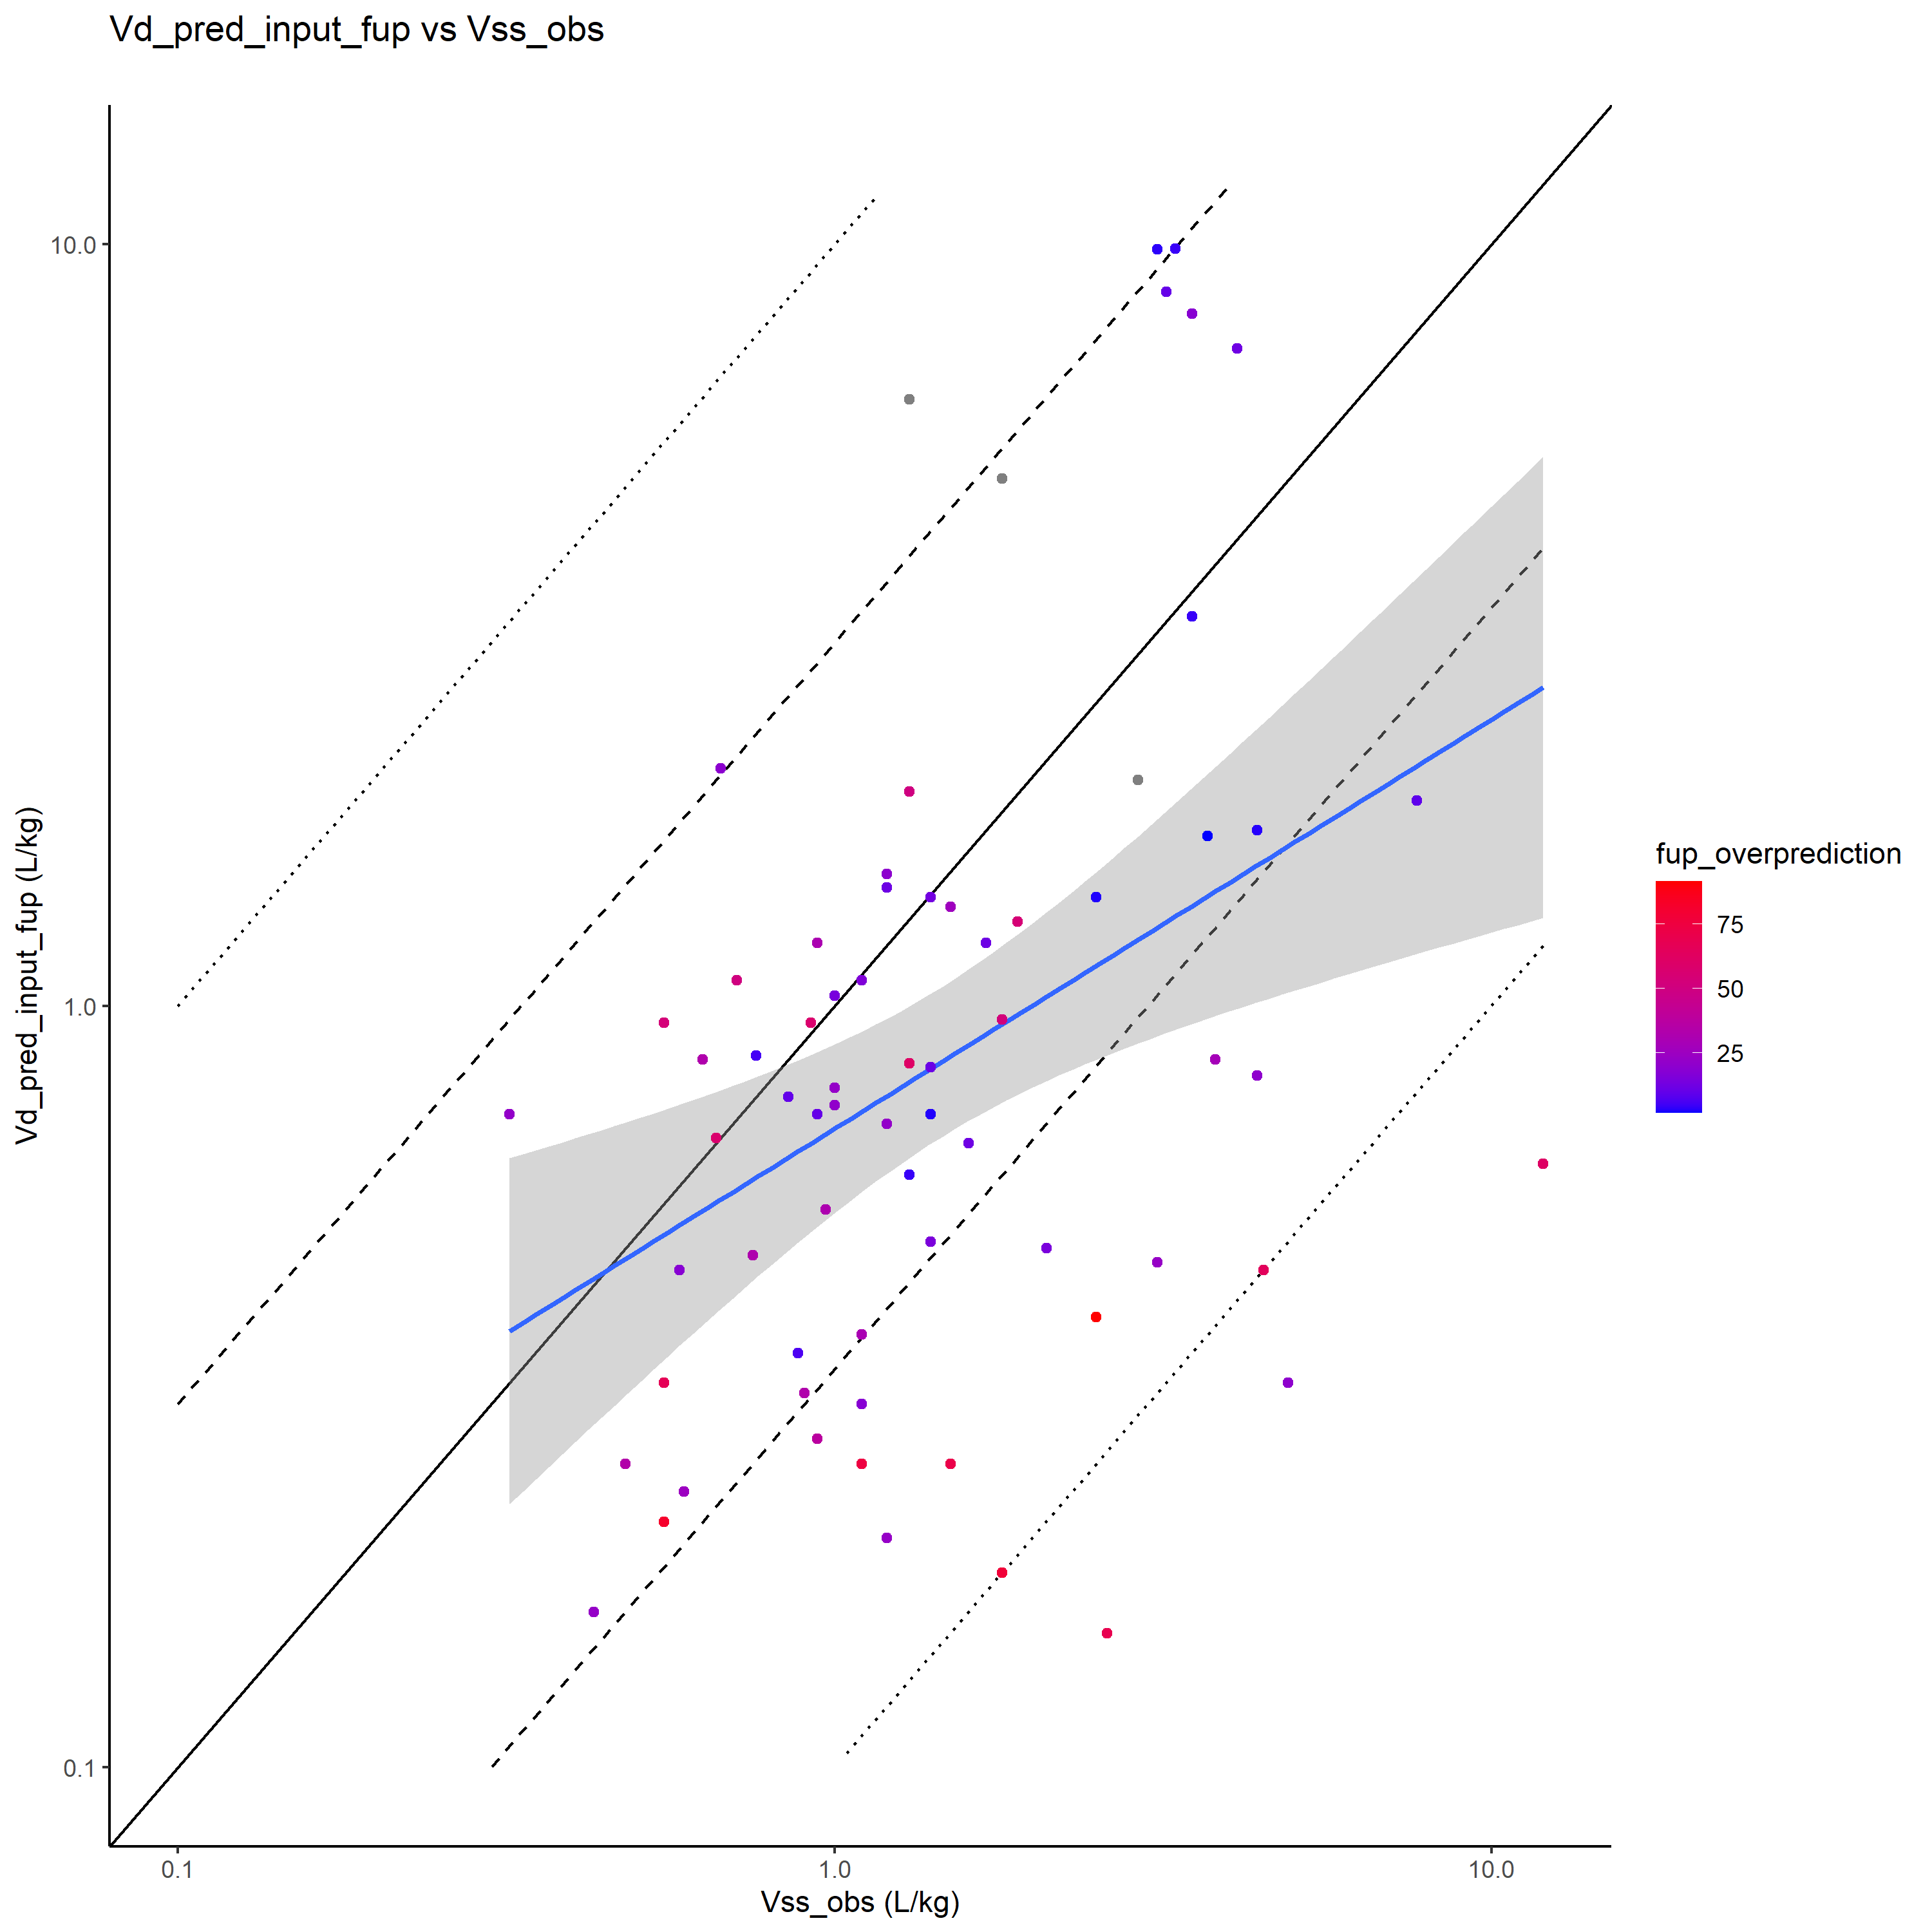 Vd_pred_input_fup vs Vss_obs
10.0
1.0
0.1
Vd_pred_input_fup (L/kg)
0.1
1.0
10.0
Vss_obs (L/kg)
fup_overprediction
75
50
25